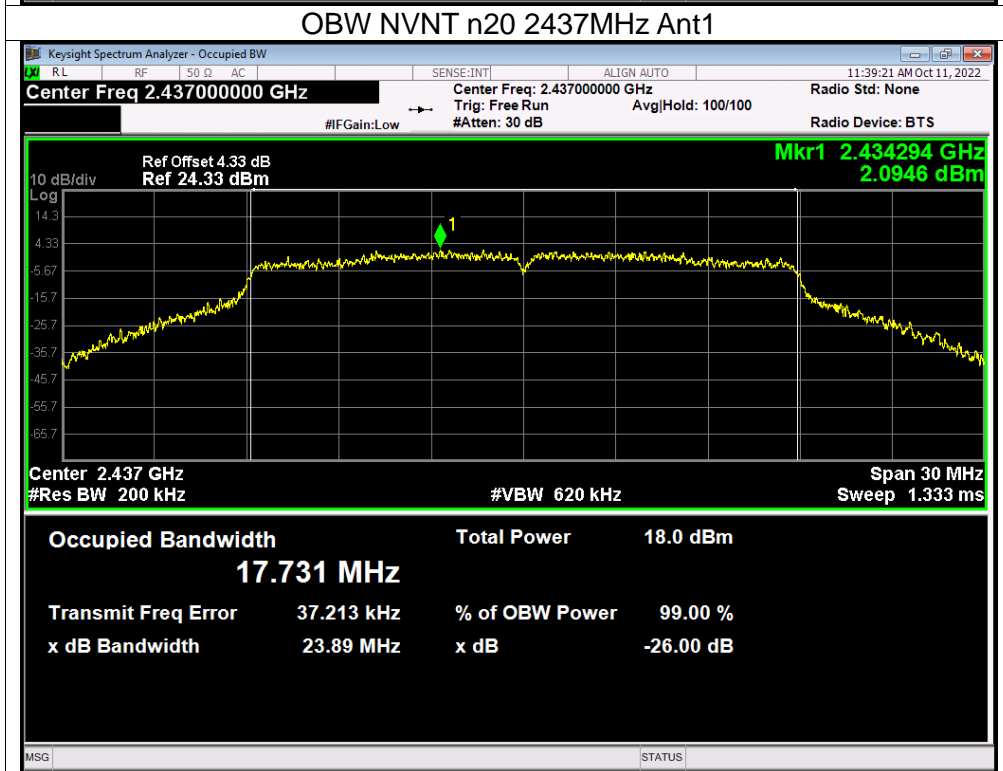 OBW NVNT n20 2437MHz Ant1
Keysight Spectrum Analyzer - Occupied BW
LXI RL RF 50 Ω AC SENSE:INT ALIGN AUTO 11:39:21 AM Oct 11, 2022
Center Freq 2.437000000 GHz Center Freq: 2.437000000 GHz Radio Std: None
Trig: Free Run Avg|Hold: 100/100
#IFGain:Low #Atten: 30 dB Radio Device: BTS
Ref Offset 4.33 dB Mkr1 2.434294 GHz
10 dB/div Ref 24.33 dBm 2.0946 dBm
Log
14.3
1
4.33
-5.67
-15.7
-25.7
-35.7
-45.7
-55.7
-65.7
Center 2.437 GHz Span 30 MHz
#Res BW 200 kHz #VBW 620 kHz Sweep 1.333 ms
Occupied Bandwidth Total Power 18.0 dBm
17.731 MHz
Transmit Freq Error 37.213 kHz % of OBW Power 99.00 %
x dB Bandwidth 23.89 MHz x dB -26.00 dB
MSG STATUS